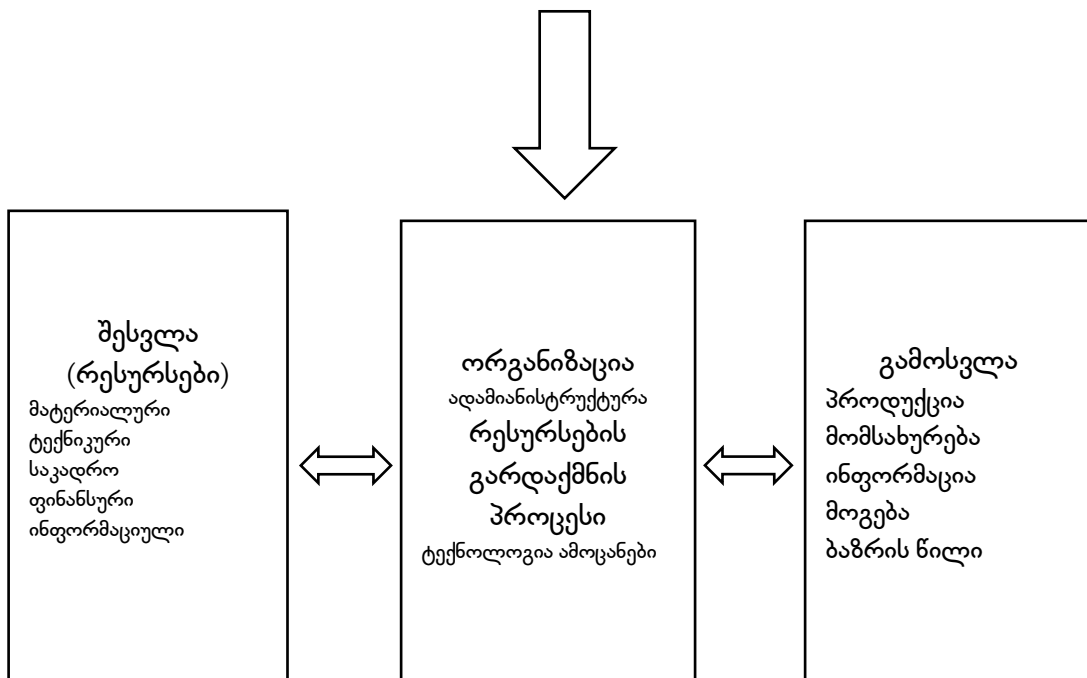 შესვლა
(რესურსები)
მატერიალური
ტექნიკური
საკადრო
ფინანსური
ინფორმაციული
ორგანიზაცია
ადამიანისტრუქტურა
რესურსების
გარდაქმნის
პროცესი
ტექნოლოგია ამოცანები
გამოსვლა
პროდუქცია
მომსახურება
ინფორმაცია
მოგება
ბაზრის წილი